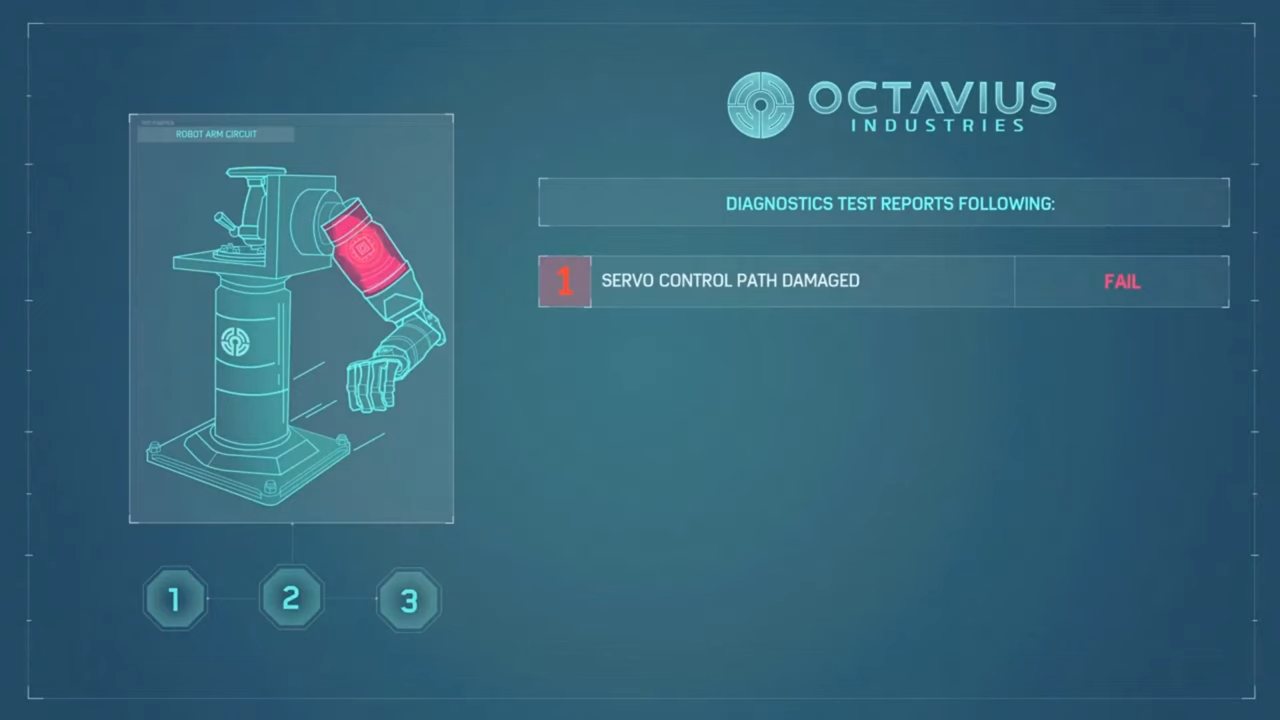 ROBOT ARM CIRCUIT
OCTAVIUS
INDUSTRIES
DIAGNOSTICS TEST REPORTS FOLLOWING:
1 SERVO CONTROL PATH DAMAGED FAIL
1 2 3